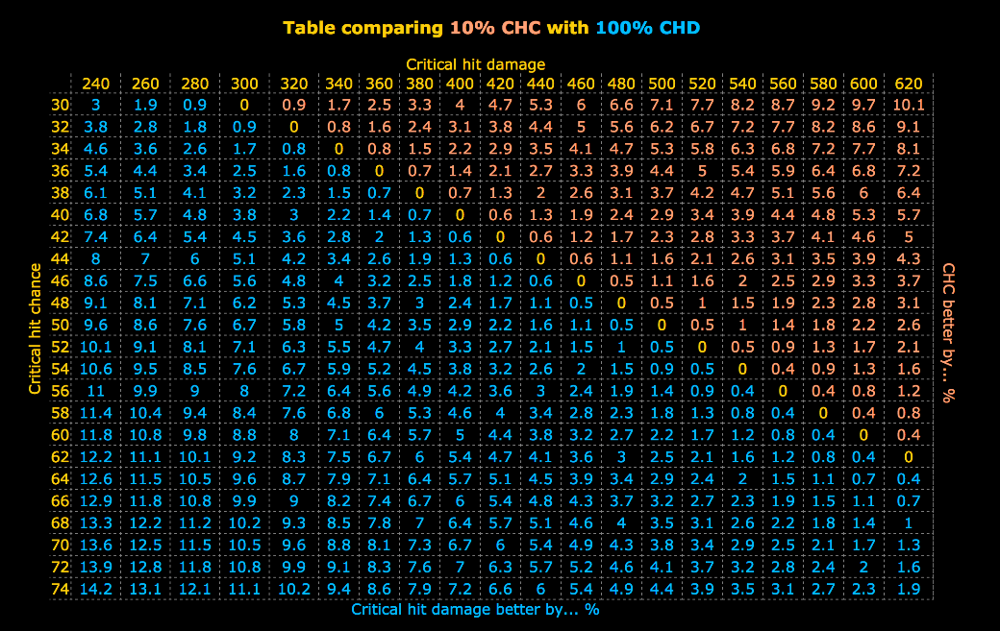 Table comparing 10% CHC with 100% CHD
Critical hit damage
240 260 280 300 320 340 360 380 400 420 440 460 480 500 520 540 560 580 600 620
30 3 1.9 0.9 0 0.9 1.7 2.5 3.3 4 4.7 5.3 6 6.6 7.1 7.7 8.2 8.7 9.2 9.7 10.1
32 3.8 2.8 1.8 0.9 0 0.8 1.6 2.4 3.1 3.8 4.4 5 5.6 6.2 6.7 7.2 7.7 8.2 8.6 9.1
34 4.6 3.6 2.6 1.7 0.8 0 0.8 1.5 2.2 2.9 3.5 4.1 4.7 5.3 5.8 6.3 6.8 7.2 7.7 8.1
36 5.4 4.4 3.4 2.5 1.6 0.8 0 0.7 1.4 2.1 2.7 3.3 3.9 4.4 5 5.4 5.9 6.4 6.8 7.2
38 6.1 5.1 4.1 3.2 2.3 1.5 0.7 0 0.7 1.3 2 2.6 3.1 3.7 4.2 4.7 5.1 5.6 6 6.4
40 6.8 5.7 4.8 3.8 3 2.2 1.4 0.7 0 0.6 1.3 1.9 2.4 2.9 3.4 3.9 4.4 4.8 5.3 5.7
42 7.4 6.4 5.4 4.5 3.6 2.8 2 1.3 0.6 0 0.6 1.2 1.7 2.3 2.8 3.3 3.7 4.1 4.6 5
44 8 7 6 5.1 4.2 3.4 2.6 1.9 1.3 0.6 0 0.6 1.1 1.6 2.1 2.6 3.1 3.5 3.9 4.3
46 8.6 7.5 6.6 5.6 4.8 4 3.2 2.5 1.8 1.2 0.6 0 0.5 1.1 1.6 2 2.5 2.9 3.3 3.7
48 9.1 8.1 7.1 6.2 5.3 4.5 3.7 3 2.4 1.7 1.1 0.5 0 0.5 1 1.5 1.9 2.3 2.8 3.1
50 9.6 8.6 7.6 6.7 5.8 5 4.2 3.5 2.9 2.2 1.6 1.1 0.5 0 0.5 1 1.4 1.8 2.2 2.6
52 10.1 9.1 8.1 7.1 6.3 5.5 4.7 4 3.3 2.7 2.1 1.5 1 0.5 0 0.5 0.9 1.3 1.7 2.1
54 10.6 9.5 8.5 7.6 6.7 5.9 5.2 4.5 3.8 3.2 2.6 2 1.5 0.9 0.5 0 0.4 0.9 1.3 1.6
56 11 9.9 9 8 7.2 6.4 5.6 4.9 4.2 3.6 3 2.4 1.9 1.4 0.9 0.4 0 0.4 0.8 1.2
58 11.4 10.4 9.4 8.4 7.6 6.8 6 5.3 4.6 4 3.4 2.8 2.3 1.8 1.3 0.8 0.4 0 0.4 0.8
60 11.8 10.8 9.8 8.8 8 7.1 6.4 5.7 5 4.4 3.8 3.2 2.7 2.2 1.7 1.2 0.8 0.4 0 0.4
62 12.2 11.1 10.1 9.2 8.3 7.5 6.7 6 5.4 4.7 4.1 3.6 3 2.5 2.1 1.6 1.2 0.8 0.4 0
64 12.6 11.5 10.5 9.6 8.7 7.9 7.1 6.4 5.7 5.1 4.5 3.9 3.4 2.9 2.4 2 1.5 1.1 0.7 0.4
66 12.9 11.8 10.8 9.9 9 8.2 7.4 6.7 6 5.4 4.8 4.3 3.7 3.2 2.7 2.3 1.9 1.5 1.1 0.7
68 13.3 12.2 11.2 10.2 9.3 8.5 7.8 7 6.4 5.7 5.1 4.6 4 3.5 3.1 2.6 2.2 1.8 1.4 1
70 13.6 12.5 11.5 10.5 9.6 8.8 8.1 7.3 6.7 6 5.4 4.9 4.3 3.8 3.4 2.9 2.5 2.1 1.7 1.3
72 13.9 12.8 11.8 10.8 9.9 9.1 8.3 7.6 7 6.3 5.7 5.2 4.6 4.1 3.7 3.2 2.8 2.4 2 1.6
74 14.2 13.1 12.1 11.1 10.2 9.4 8.6 7.9 7.2 6.6 6 5.4 4.9 4.4 3.9 3.5 3.1 2.7 2.3 1.9
Critical hit chance
CHC better by... %
Critical hit damage better by... %